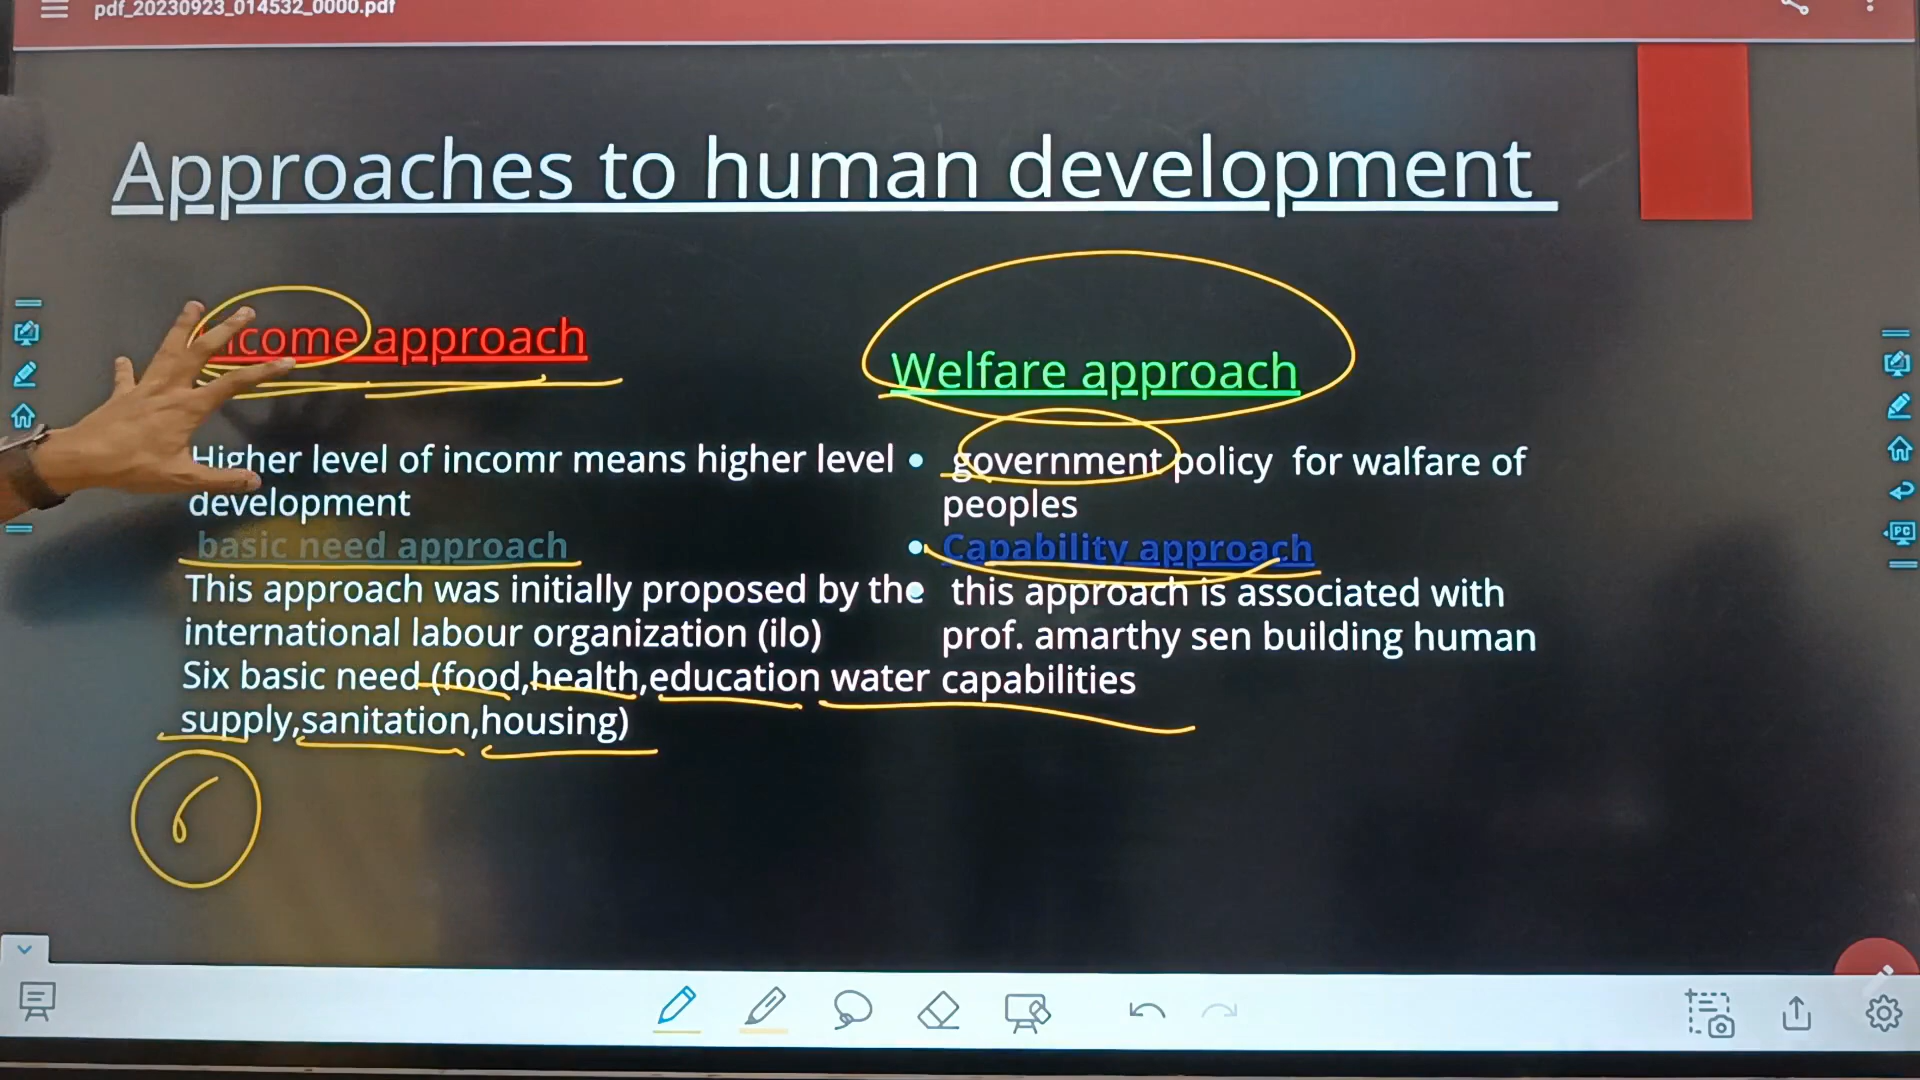 pdf_20230923_014532_0000.pdf
Approaches to human development
Income approach
Higher level of incomr means higher level
development
basic need approach
This approach was initially proposed by the
international labour organization (ilo)
Six basic need (food,health,education water
supply,sanitation,housing)
6
Welfare approach
• government policy for walfare of
peoples
• Capability approach
• this approach is associated with
prof. amarthy sen building human
capabilities
PC